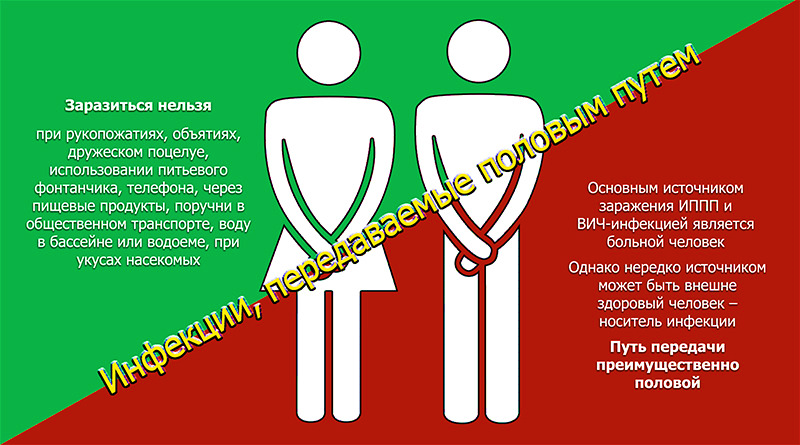 Инфекции, передаваемые половым путем
Заразиться нельзя
при рукопожатиях, объятиях,
дружеском поцелуе,
использовании питьевого
фонтанчика, телефона, через
пищевые продукты, поручни в
общественном транспорте, воду
в бассейне или водоеме, при
укусах насекомых
Основным источником
заражения ИППП и
ВИЧ-инфекцией является
больной человек
Однако нередко источником
может быть внешне
здоровый человек –
носитель инфекции
Путь передачи
преимущественно
половой